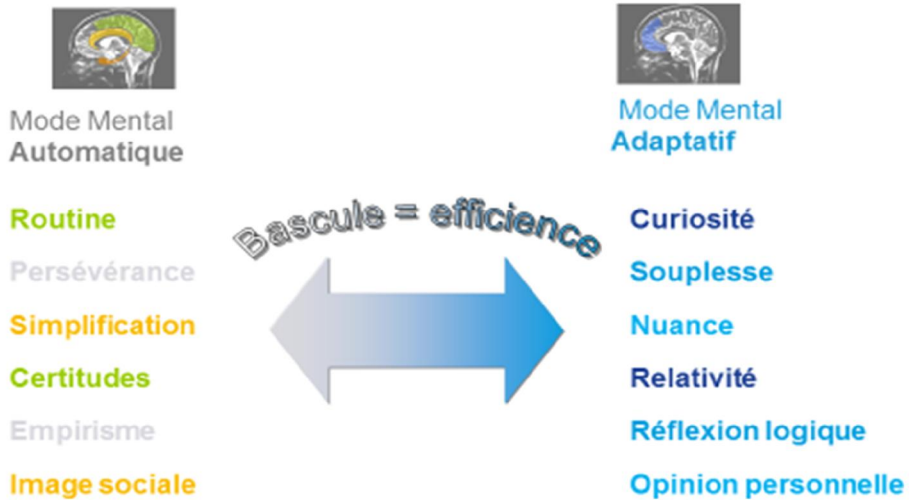 Mode Mental
Automatique
Routine
Persévérance
Simplification
Certitudes
Empirisme
Image sociale
Bascule = efficience
Mode Mental
Adaptatif
Curiosité
Souplesse
Nuance
Relativité
Réflexion logique
Opinion personnelle